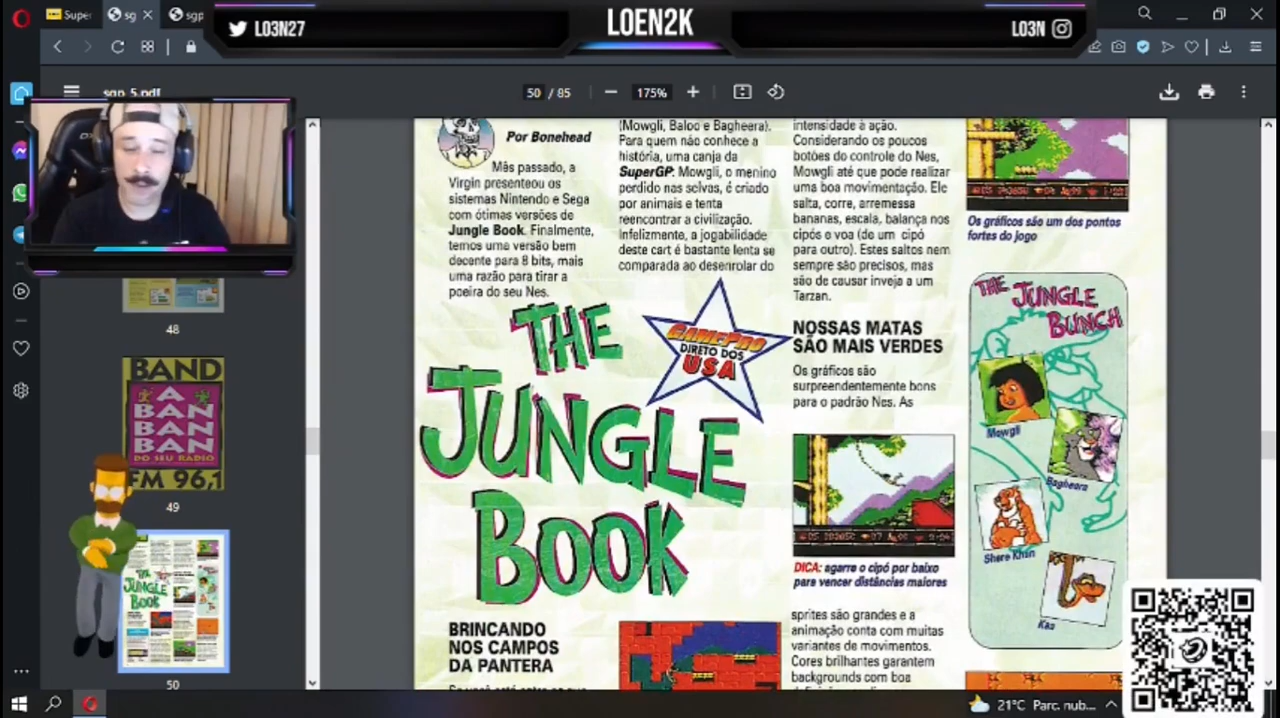 LO3N27
LOEN2K
LO3N
Super
sg
sgp
sgp_5.pdf
50 / 85
175%
48
BAND
A
BAN
BAN
BAN
DO SEU RÁDIO
FM 96,1
49
THE
JUNGLE
BOOK
50
Por Bonehead
Mês passado, a
Virgin presenteou os
sistemas Nintendo e Sega
com ótimas versões de
Jungle Book. Finalmente,
temos uma versão bem
decente para 8 bits, mais
uma razão para tirar a
poeira do seu Nes.
(Mowgli, Baloo e Bagheera).
Para quem não conhece a
história, uma canja da
SuperGP: Mowgli, o menino
perdido nas selvas, é criado
por animais e tenta
reencontrar a civilização.
Infelizmente, a jogabilidade
deste cart é bastante lenta se
comparada ao desenrolar do
intensidade à ação.
Considerando os poucos
botões do controle do Nes,
Mowgli até que pode realizar
uma boa movimentação. Ele
salta, corre, arremessa
bananas, escala, balança nos
cipós e voa (de um cipó
para outro). Estes saltos nem
sempre são precisos, mas
são de causar inveja a um
Tarzan.
Os gráficos são um dos pontos
fortes do jogo
THE
JUNGLE
BOOK
GAMEPRO
DIRETO DOS
USA
NOSSAS MATAS
SÃO MAIS VERDES
Os gráficos são
surpreendentemente bons
para o padrão Nes. As
DICA: agarre o cipó por baixo
para vencer distâncias maiores
sprites são grandes e a
animação conta com muitas
variantes de movimentos.
Cores brilhantes garantem
backgrounds com boa
THE JUNGLE
BUNCH
Mowgli
Bagheera
Shere Khan
Kaa
BRINCANDO
NOS CAMPOS
DA PANTERA
21°C Parc. nub...